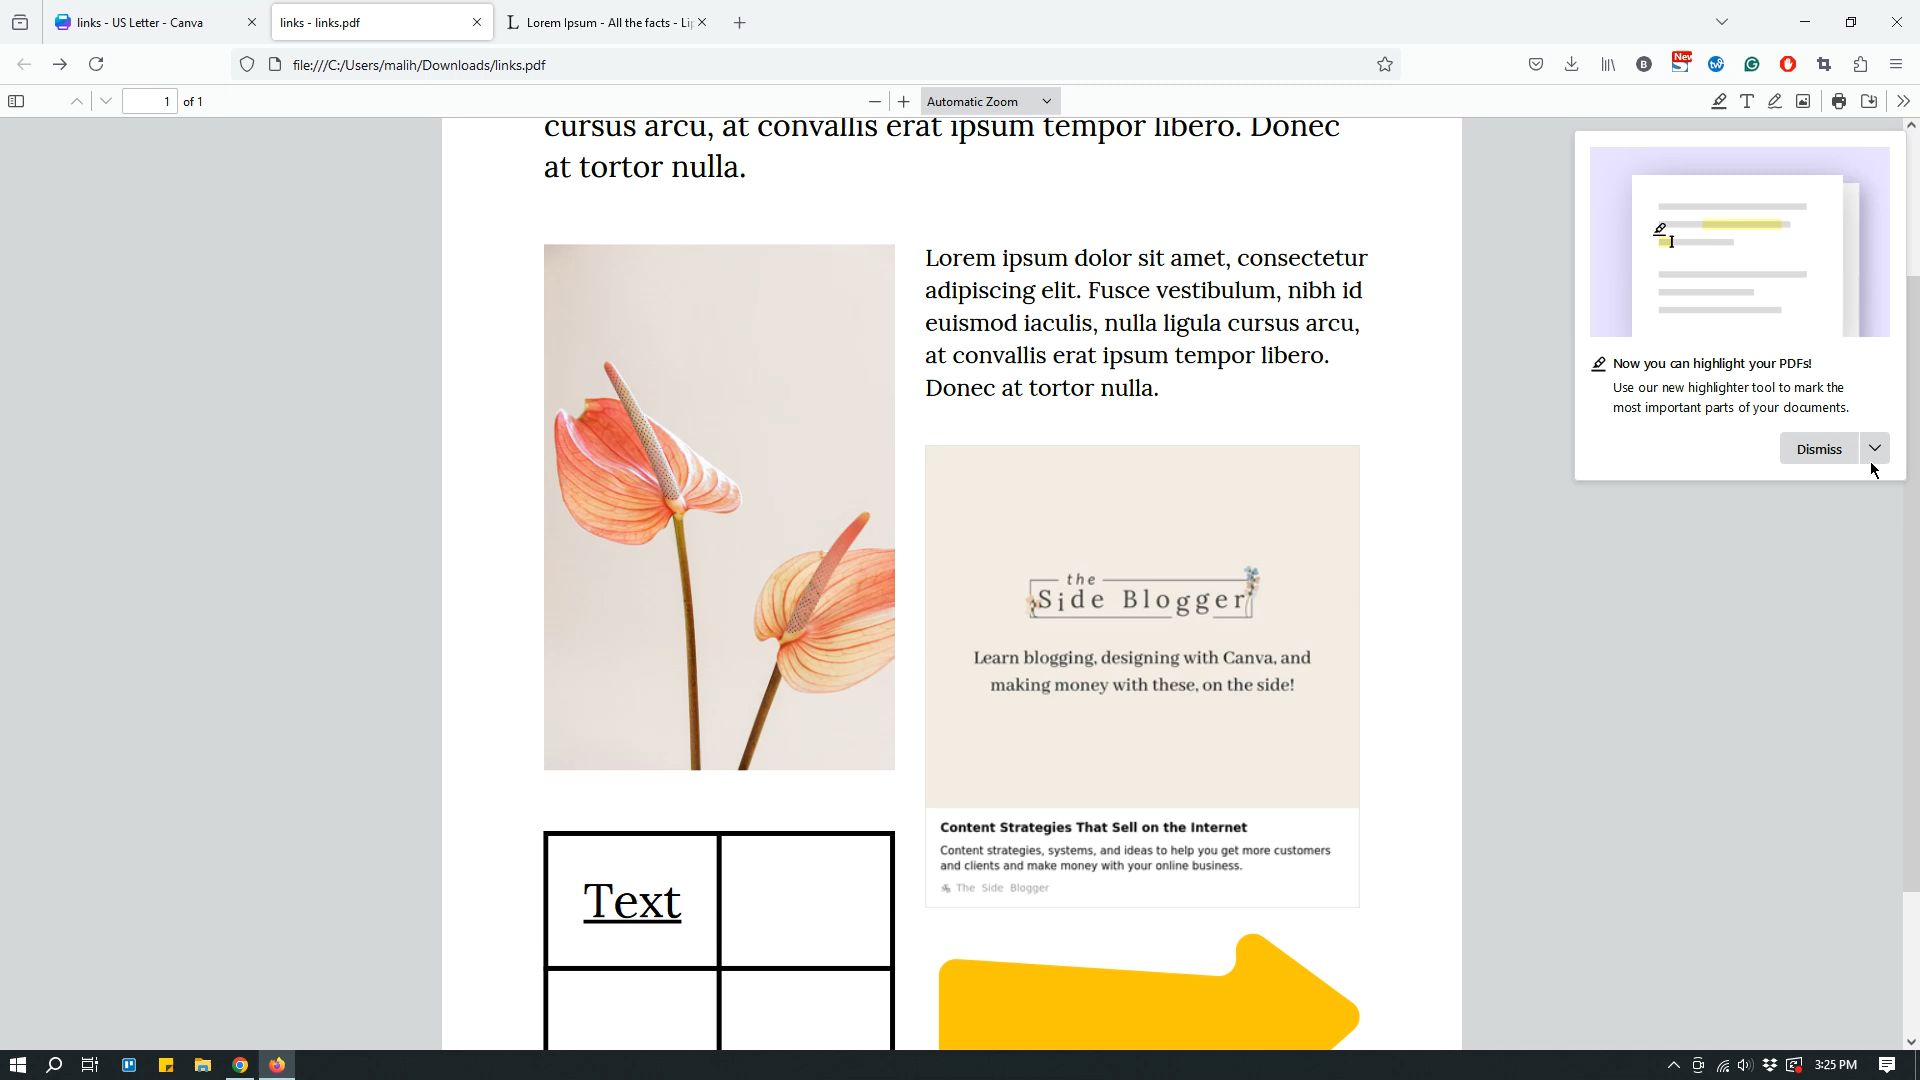 links - US Letter - Canva
links - links.pdf
Lorem Ipsum - All the facts - Lip
file:///C:/Users/malih/Downloads/links.pdf
New
B
tw
1 of 1
Automatic Zoom
cursus arcu, at convallis erat ipsum tempor libero. Donec
at tortor nulla.
Lorem ipsum dolor sit amet, consectetur
adipiscing elit. Fusce vestibulum, nibh id
euismod iaculis, nulla ligula cursus arcu,
at convallis erat ipsum tempor libero.
Donec at tortor nulla.
Now you can highlight your PDFs!
Use our new highlighter tool to mark the
most important parts of your documents.
Dismiss
the
Side Blogger
Learn blogging, designing with Canva, and
making money with these, on the side!
Content Strategies That Sell on the Internet
Content strategies, systems, and ideas to help you get more customers
and clients and make money with your online business.
The Side Blogger
Text
3:25 PM